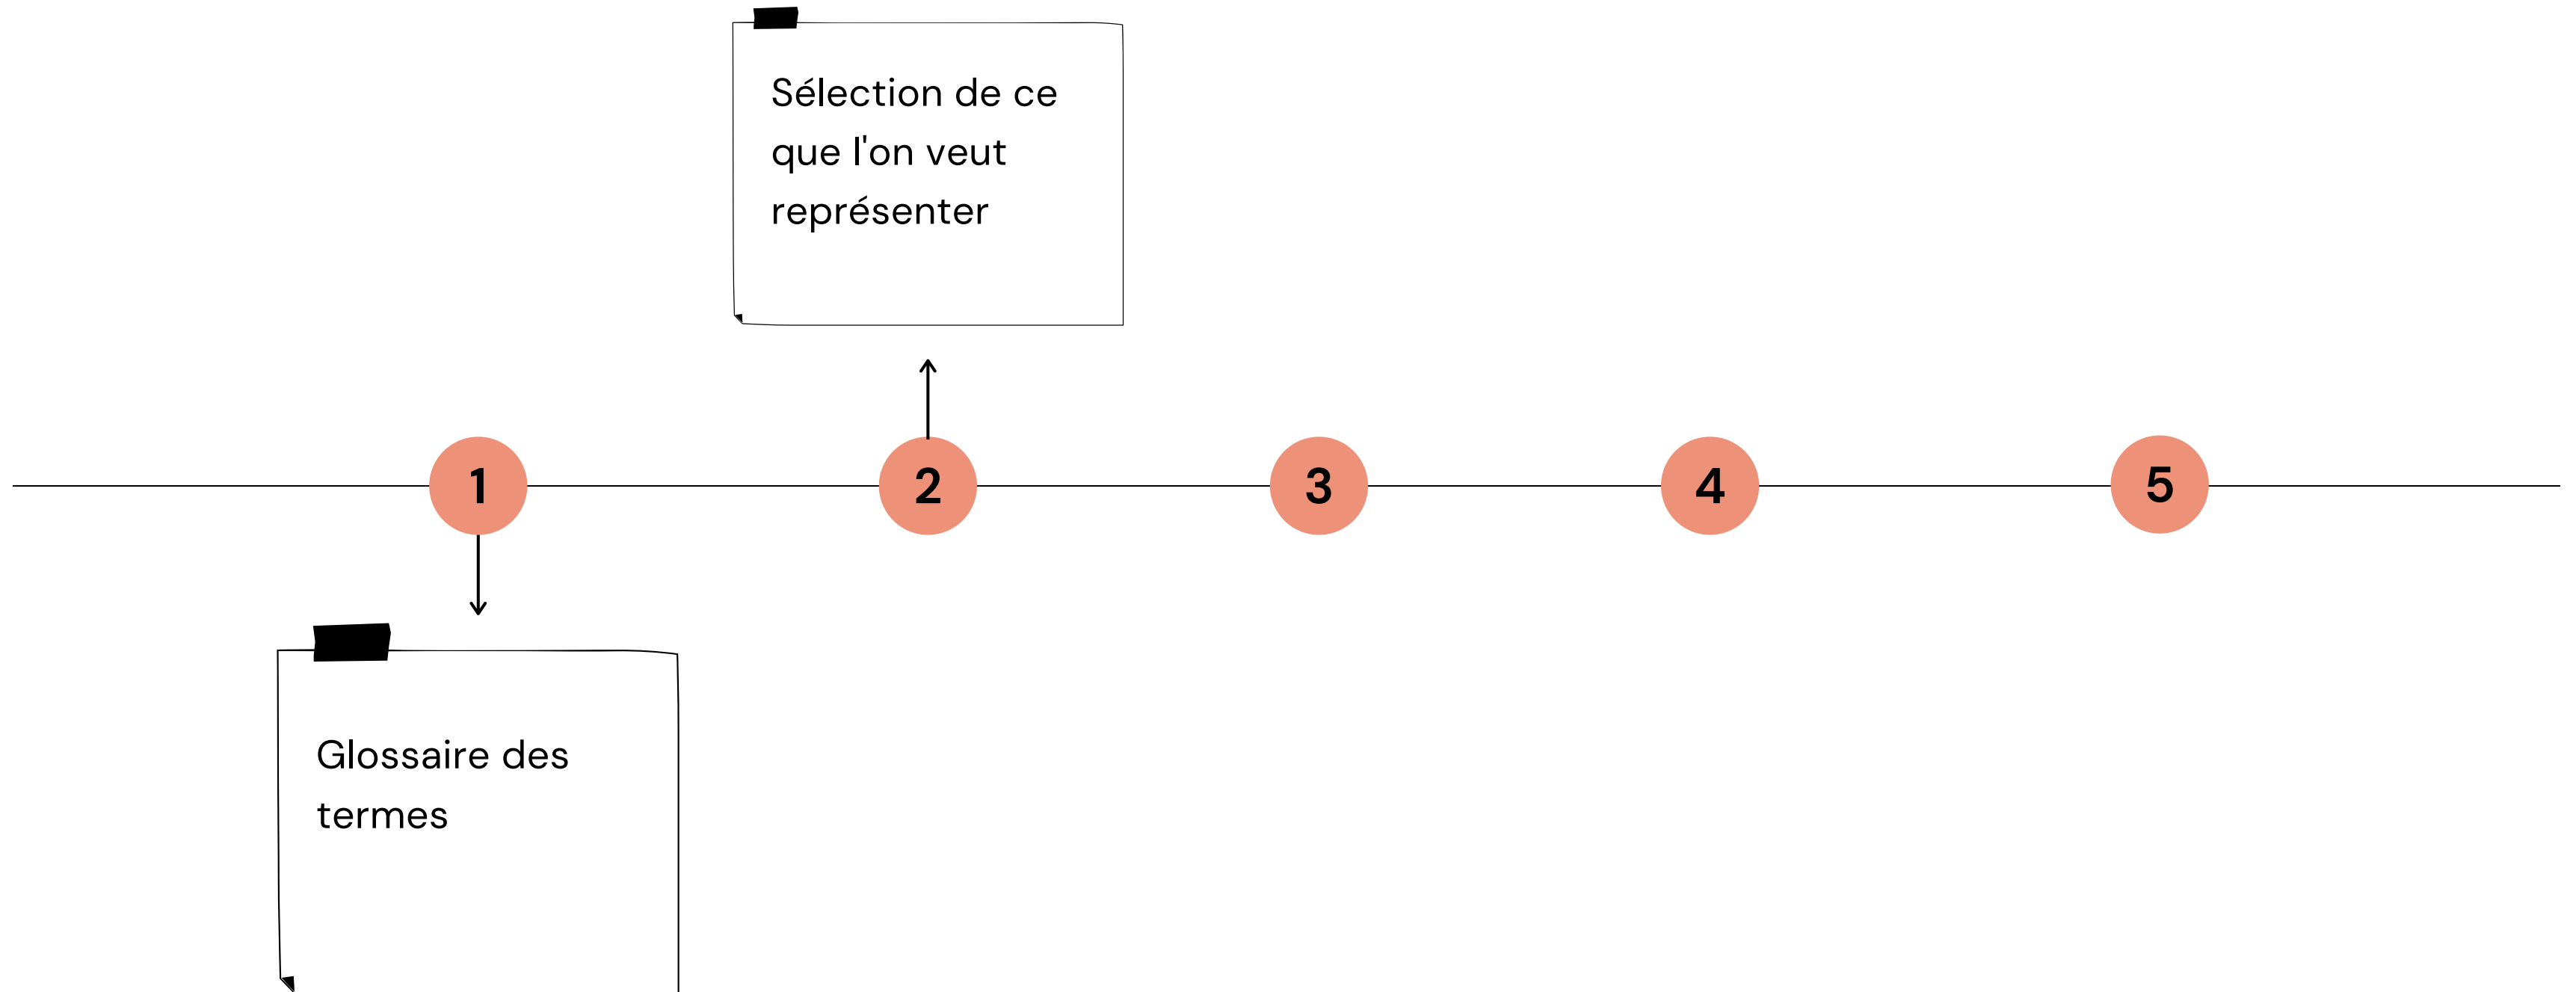 Sélection de ce
que l'on veut
représenter
1
2
3
4
5
Glossaire des
termes